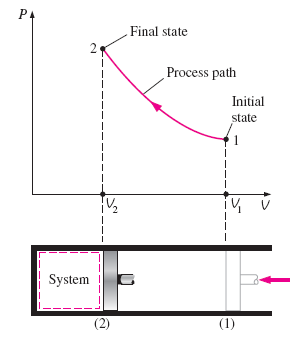 P
Final state
2
Process path
Initial
state
1
V₂
V₁
V
System
(2)
(1)